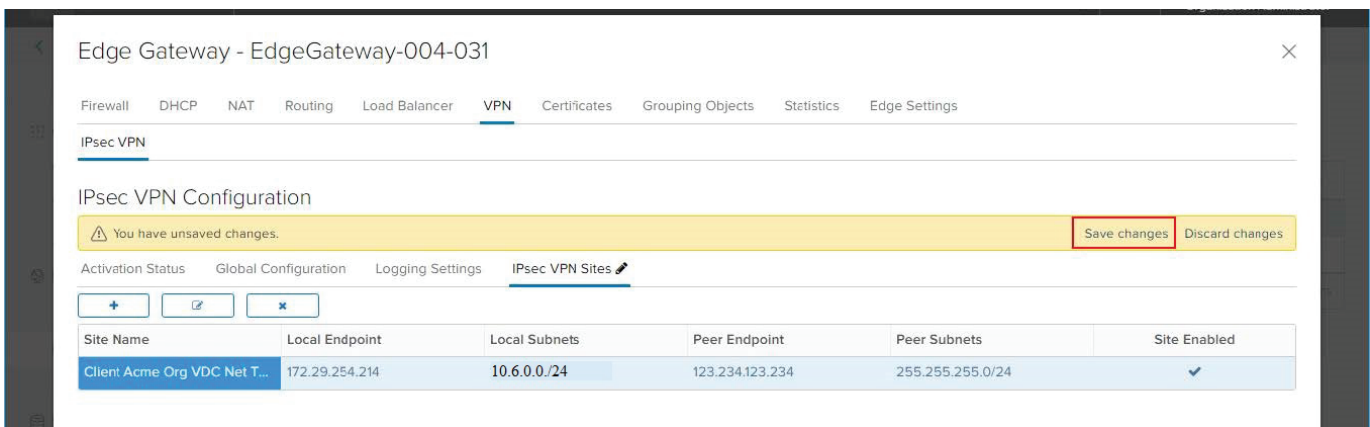 Edge Gateway - EdgeGateway-004-031
Firewall DHCP NAT Routing Load Balancer VPN Certificates Grouping Objects Statistics Edge Settings
IPsec VPN
IPsec VPN Configuration
You have unsaved changes. Save changes Discard changes
Activation Status Global Configuration Logging Settings IPsec VPN Sites
Site Name Local Endpoint Local Subnets Peer Endpoint Peer Subnets Site Enabled
Client Acme Org VDC Net T... 172.29.254.214 10.6.0.0./24 123.234.123.234 255.255.255.0/24